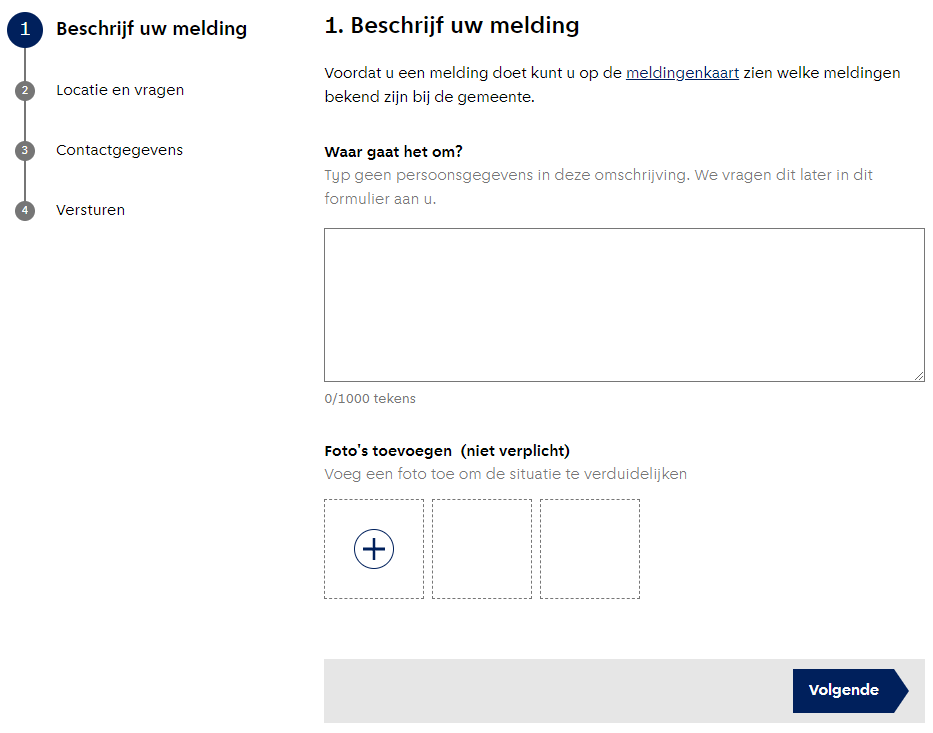 1 Beschrijf uw melding
2 Locatie en vragen
3 Contactgegevens
4 Versturen
1. Beschrijf uw melding
Voordat u een melding doet kunt u op de meldingenkaart zien welke meldingen
bekend zijn bij de gemeente.
Waar gaat het om?
Typ geen persoonsgegevens in deze omschrijving. We vragen dit later in dit
formulier aan u.
0/1000 tekens
Foto's toevoegen (niet verplicht)
Voeg een foto toe om de situatie te verduidelijken
Volgende